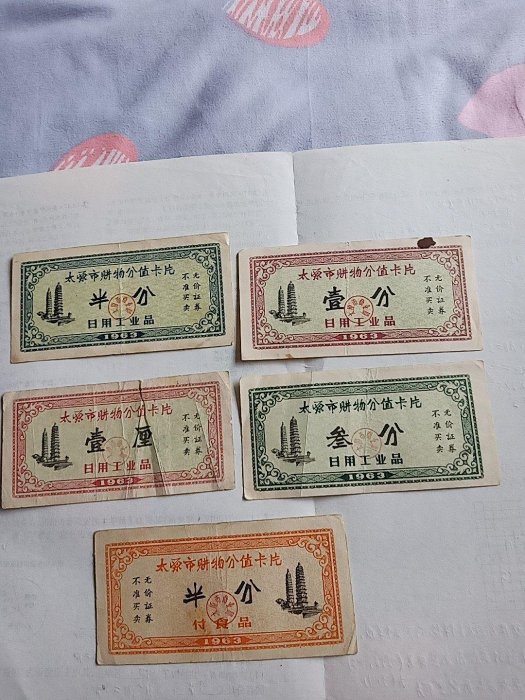 太原市购物分值卡片
半分
无价证券
不准买卖
日用工业品
1963
太原市购物分值卡片
壹分
无价证券
不准买卖
日用工业品
1963
太原市购物分值卡片
壹厘
无价证券
不准买卖
日用工业品
1963
太原市购物分值卡片
叁分
无价证券
不准买卖
日用工业品
1963
太原市购物分值卡片
无价证券
不准买卖
半分
付食品
1963